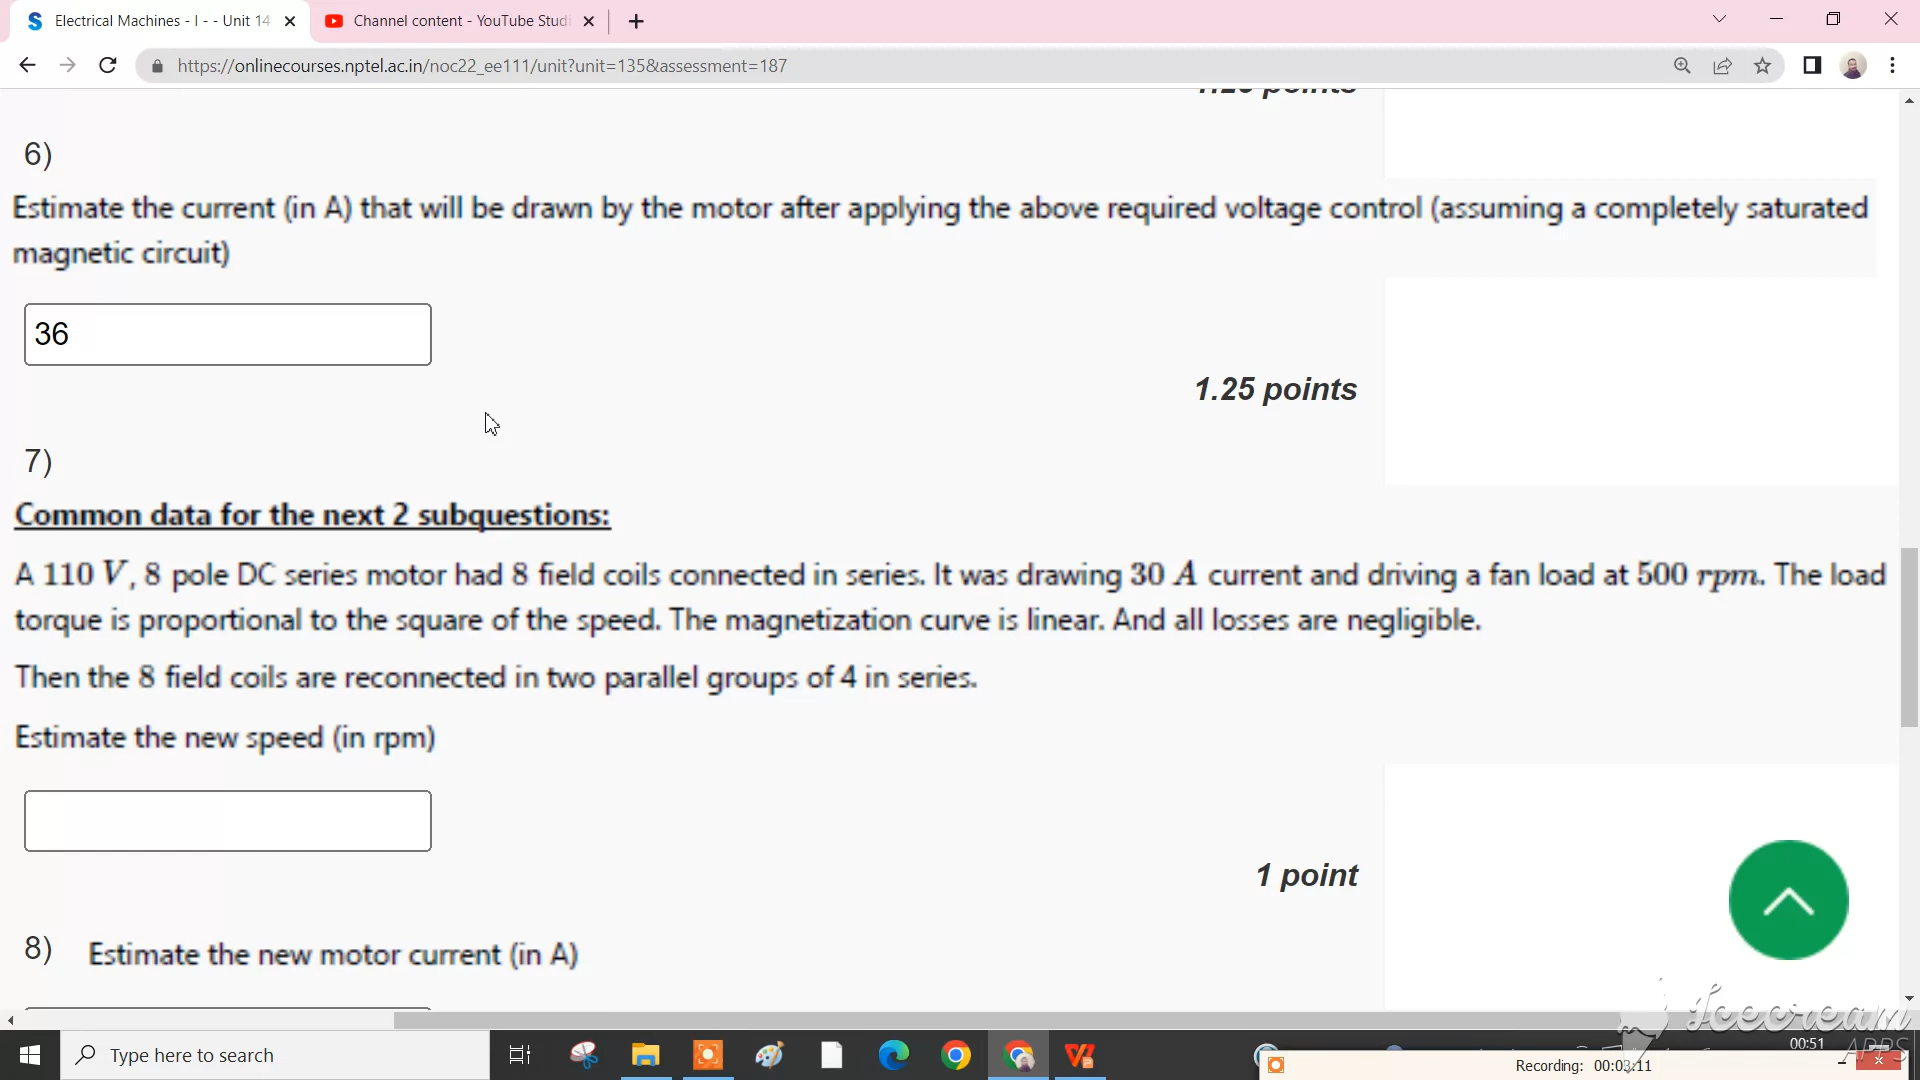 Electrical Machines - I - - Unit 14
Channel content - YouTube Studi
https://onlinecourses.nptel.ac.in/noc22_ee111/unit?unit=135&assessment=187
6)
Estimate the current (in A) that will be drawn by the motor after applying the above required voltage control (assuming a completely saturated
magnetic circuit)
36
1.25 points
7)
Common data for the next 2 subquestions:
A 110 V, 8 pole DC series motor had 8 field coils connected in series. It was drawing 30 A current and driving a fan load at 500 rpm. The load
torque is proportional to the square of the speed. The magnetization curve is linear. And all losses are negligible.
Then the 8 field coils are reconnected in two parallel groups of 4 in series.
Estimate the new speed (in rpm)
1 point
8) Estimate the new motor current (in A)
Icecream
APPS
Type here to search
00:51
Recording: 00:03:11